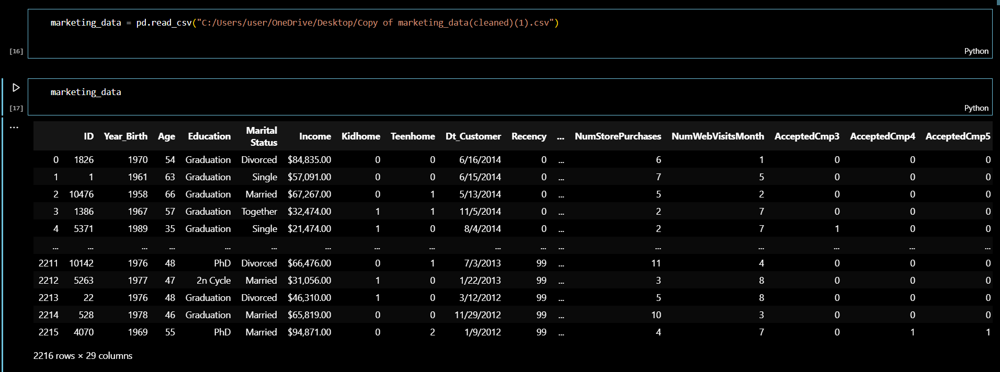 marketing_data = pd.read_csv("C:/Users/user/OneDrive/Desktop/Copy of marketing_data(cleaned)(1).csv")
[16]
Python
marketing_data
[17]
Python
...
ID Year_Birth Age Education Marital Status Income Kidhome Teenhome Dt_Customer Recency ... NumStorePurchases NumWebVisitsMonth AcceptedCmp3 AcceptedCmp4 AcceptedCmp5
0 1826 1970 54 Graduation Divorced $84,835.00 0 0 6/16/2014 0 ... 6 1 0 0 0
1 1 1961 63 Graduation Single $57,091.00 0 0 6/15/2014 0 ... 7 5 0 0 0
2 10476 1958 66 Graduation Married $67,267.00 0 1 5/13/2014 0 ... 5 2 0 0 0
3 1386 1967 57 Graduation Together $32,474.00 1 1 11/5/2014 0 ... 2 7 0 0 0
4 5371 1989 35 Graduation Single $21,474.00 1 0 8/4/2014 0 ... 2 7 1 0 0
... ... ... ... ... ... ... ... ... ... ... ... ... ... ... ... ...
2211 10142 1976 48 PhD Divorced $66,476.00 0 1 7/3/2013 99 ... 11 4 0 0 0
2212 5263 1977 47 2n Cycle Married $31,056.00 1 0 1/22/2013 99 ... 3 8 0 0 0
2213 22 1976 48 Graduation Divorced $46,310.00 1 0 3/12/2012 99 ... 5 8 0 0 0
2214 528 1978 46 Graduation Married $65,819.00 0 0 11/29/2012 99 ... 10 3 0 0 0
2215 4070 1969 55 PhD Married $94,871.00 0 2 1/9/2012 99 ... 4 7 0 1 1
2216 rows × 29 columns